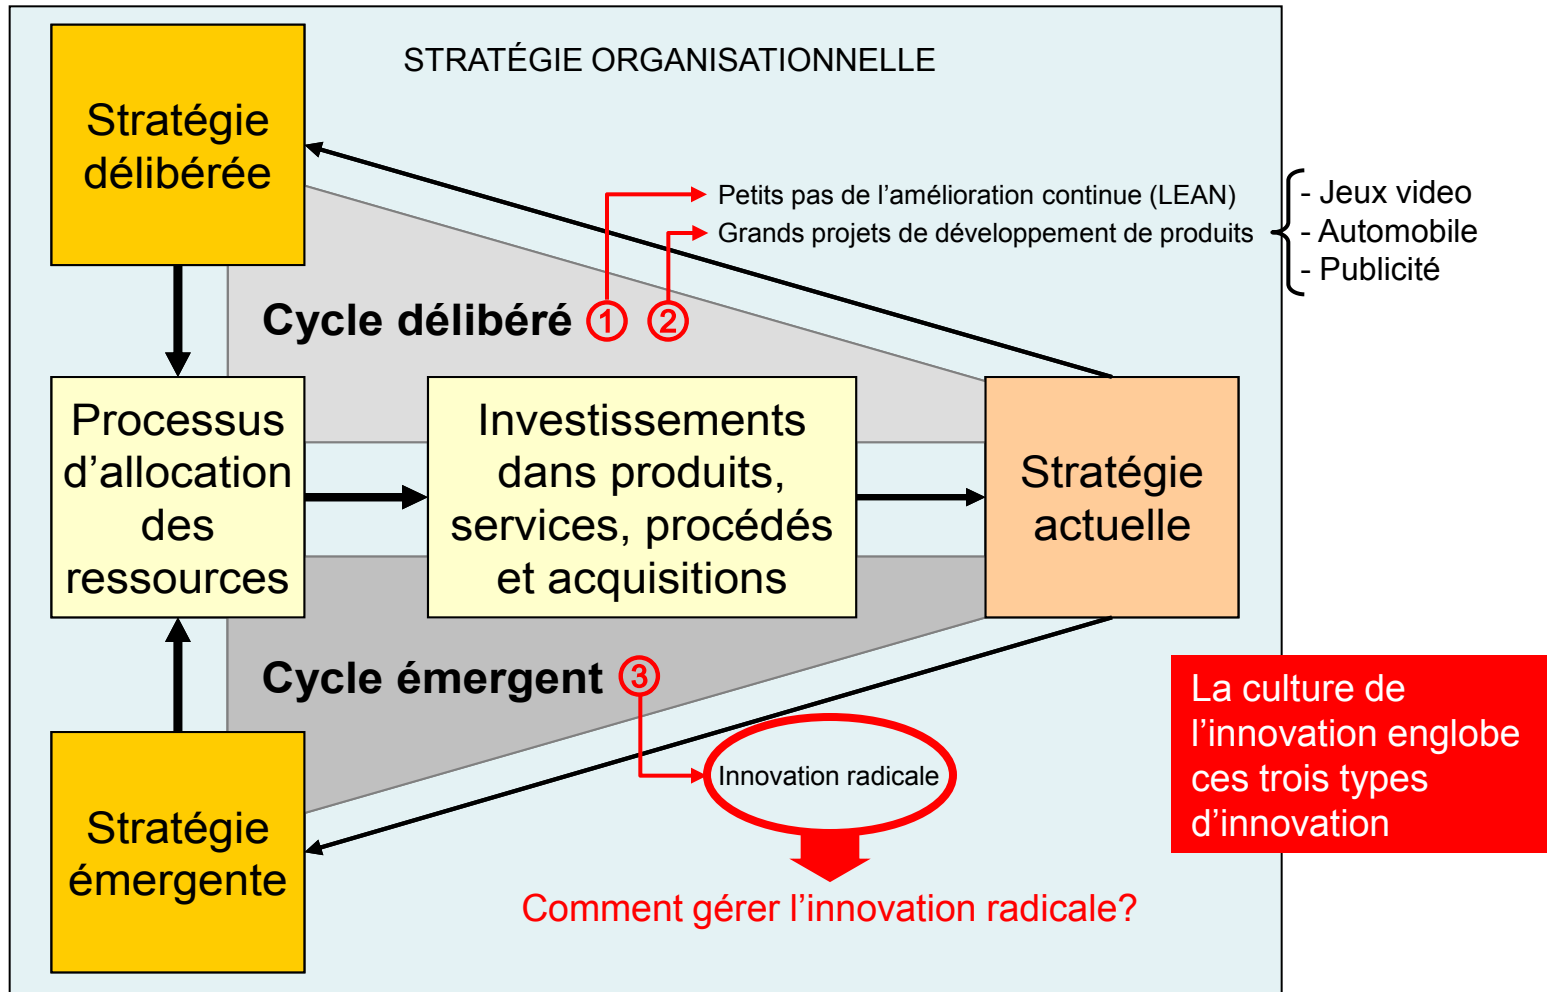 STRATÉGIE ORGANISATIONNELLE
Stratégie
délibérée
Petits pas de l’amélioration continue (LEAN)
Grands projets de développement de produits
- Jeux video
- Automobile
- Publicité
Cycle délibéré 1 2
Processus
d’allocation
des
ressources
Investissements
dans produits,
services, procédés
et acquisitions
Stratégie
actuelle
Cycle émergent 3
Innovation radicale
La culture de
l’innovation englobe
ces trois types
d’innovation
Stratégie
émergente
Comment gérer l’innovation radicale?